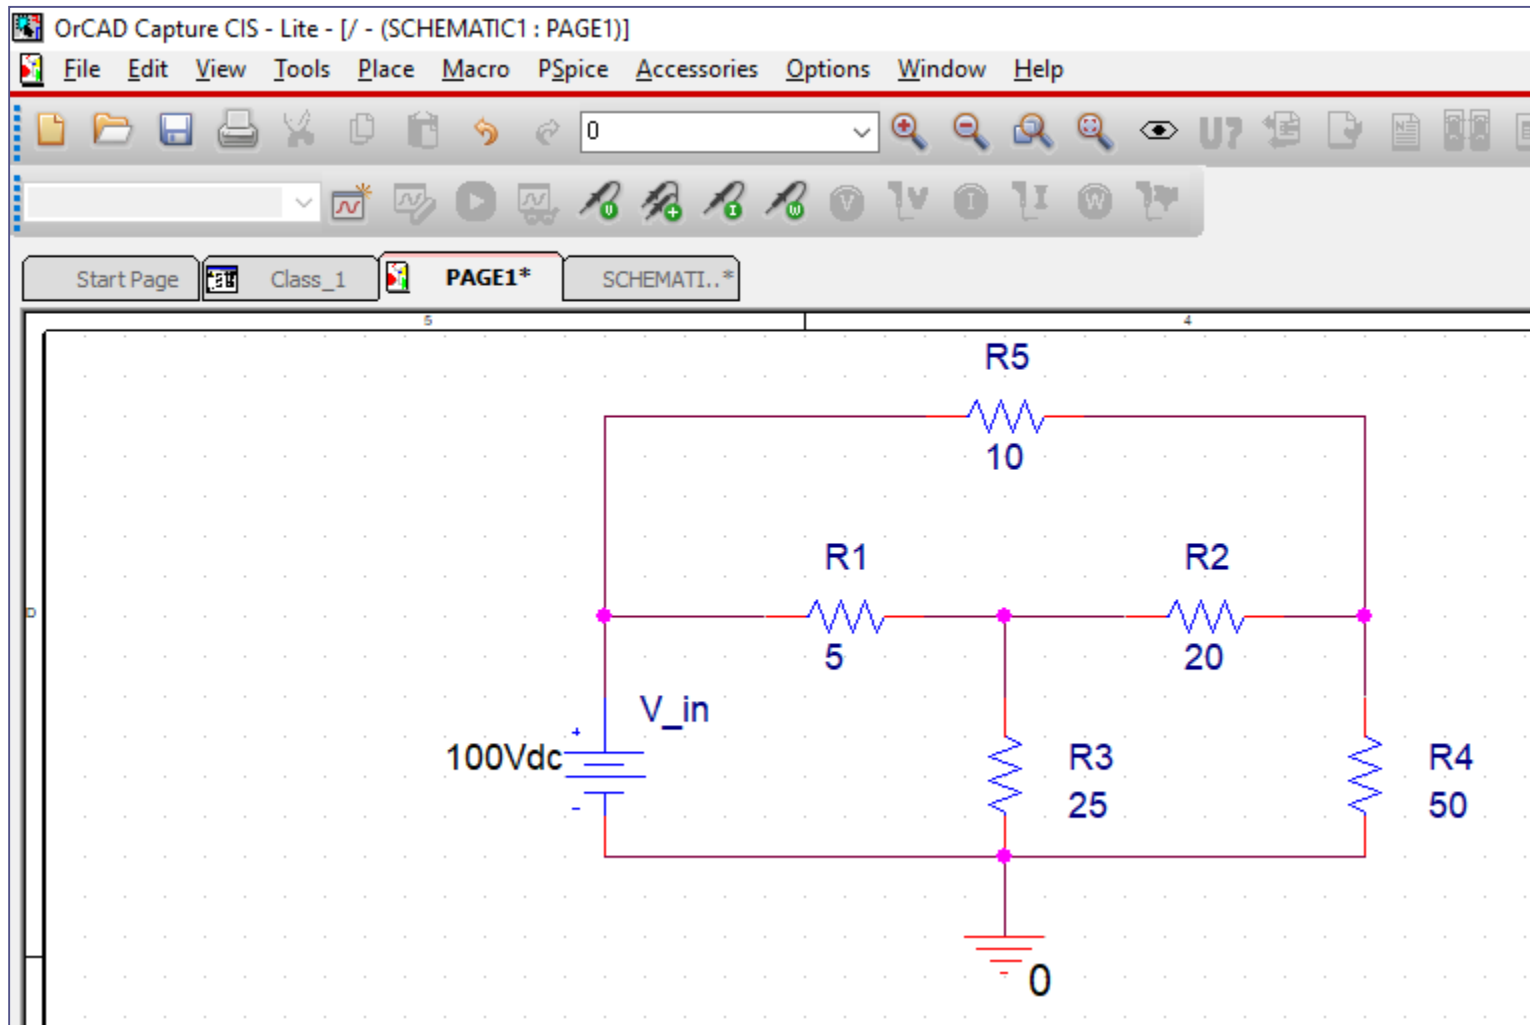 OrCAD Capture CIS - Lite - [/ - (SCHEMATIC1 : PAGE1)]
File Edit View Tools Place Macro PSpice Accessories Options Window Help
0
U?
Start Page Class_1 PAGE1* SCHEMATI..*
5 4
D
R5
10
R1
5
R2
20
V_in
+
100Vdc
-
R3
25
R4
50
0